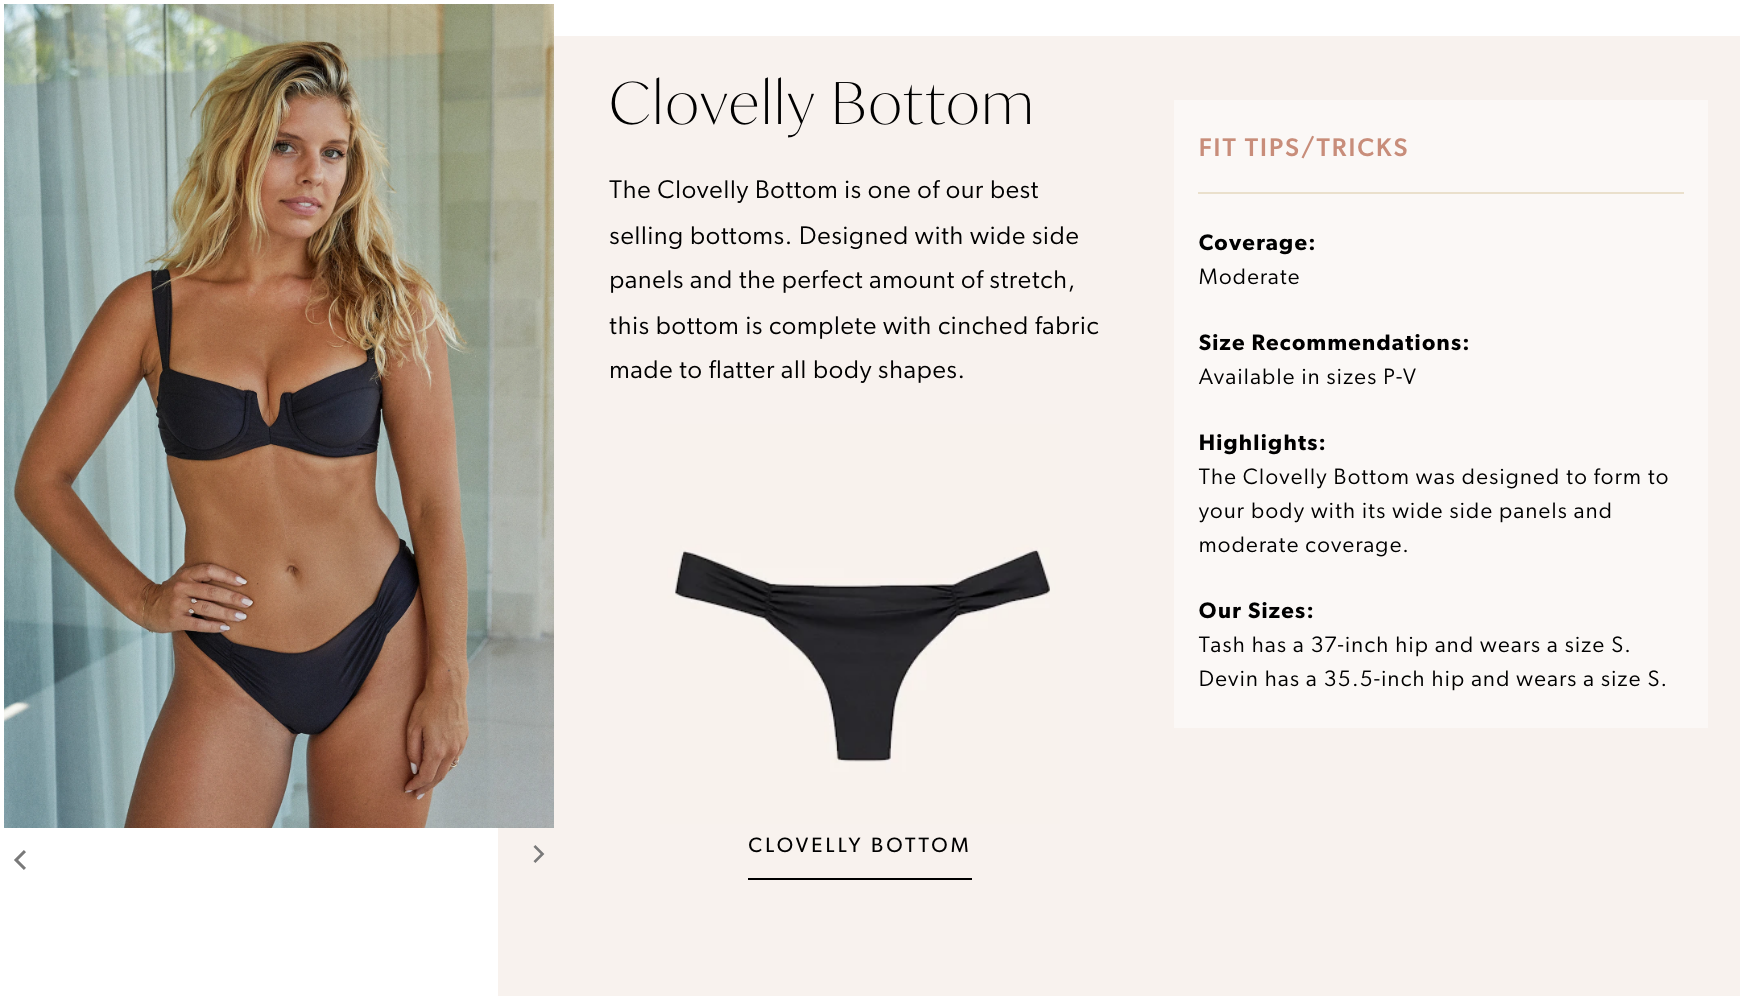 Clovelly Bottom
The Clovelly Bottom is one of our best
selling bottoms. Designed with wide side
panels and the perfect amount of stretch,
this bottom is complete with cinched fabric
made to flatter all body shapes.
CLOVELLY BOTTOM
FIT TIPS/TRICKS
Coverage:
Moderate
Size Recommendations:
Available in sizes P-V
Highlights:
The Clovelly Bottom was designed to form to
your body with its wide side panels and
moderate coverage.
Our Sizes:
Tash has a 37-inch hip and wears a size S.
Devin has a 35.5-inch hip and wears a size S.